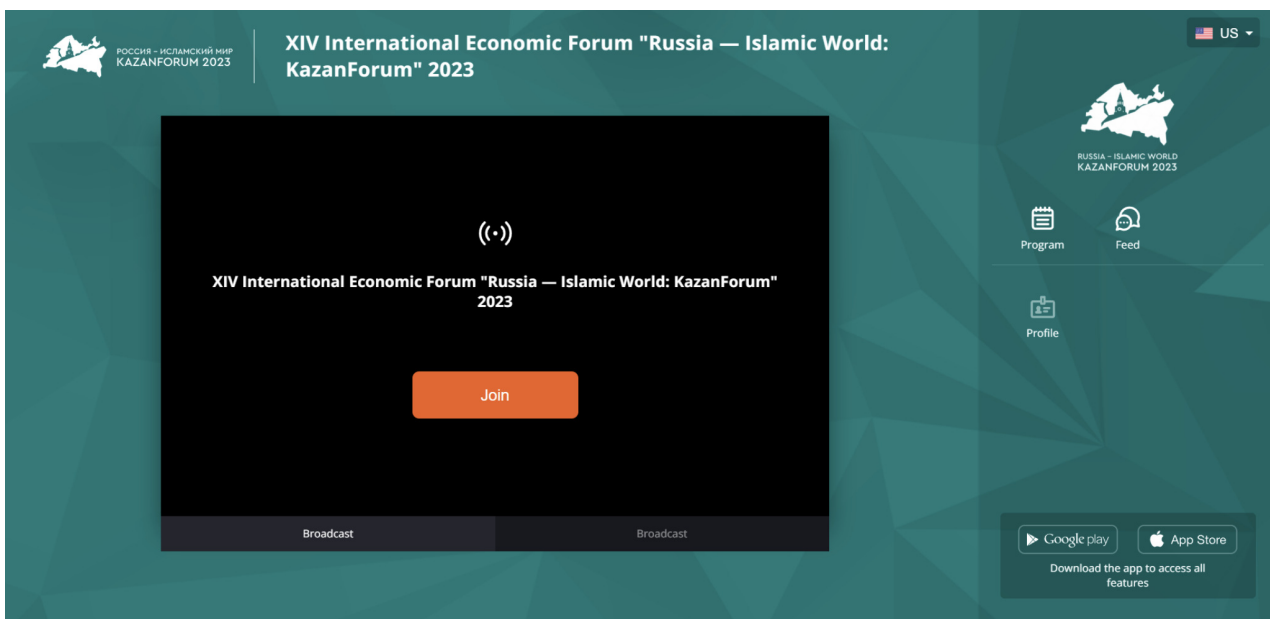 РОССИЯ – ИСЛАМСКИЙ МИР
KAZANFORUM 2023
XIV International Economic Forum "Russia — Islamic World:
KazanForum" 2023
US
RUSSIA – ISLAMIC WORLD
KAZANFORUM 2023
Program
Feed
Profile
XIV International Economic Forum "Russia — Islamic World: KazanForum"
2023
Join
Broadcast
Broadcast
Google play
App Store
Download the app to access all
features